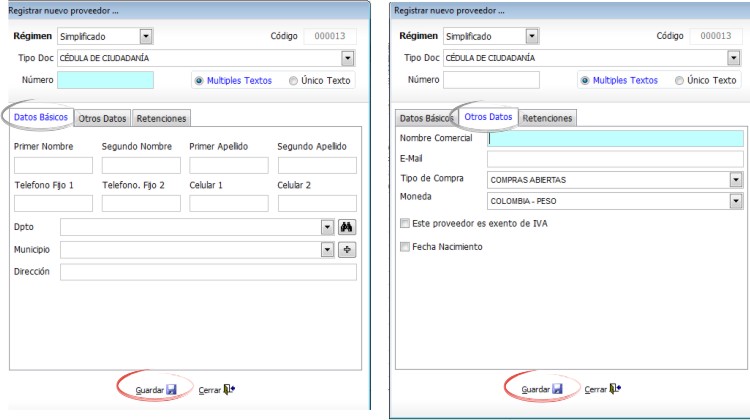 Registrar nuevo proveedor ...
Régimen Simplificado Código 000013
Tipo Doc CÉDULA DE CIUDADANÍA
Número Multiples Textos Único Texto
Datos Básicos Otros Datos Retenciones
Primer Nombre Segundo Nombre Primer Apellido Segundo Apellido
Telefono Fijo 1 Telefono. Fijo 2 Celular 1 Celular 2
Dpto
Municipio
Dirección
Guardar Cerrar
Registrar nuevo proveedor ...
Régimen Simplificado Código 000013
Tipo Doc CÉDULA DE CIUDADANÍA
Número Multiples Textos Único Texto
Datos Básicos Otros Datos Retenciones
Nombre Comercial
E-Mail
Tipo de Compra COMPRAS ABIERTAS
Moneda COLOMBIA - PESO
Este proveedor es exento de IVA
Fecha Nacimiento
Guardar Cerrar